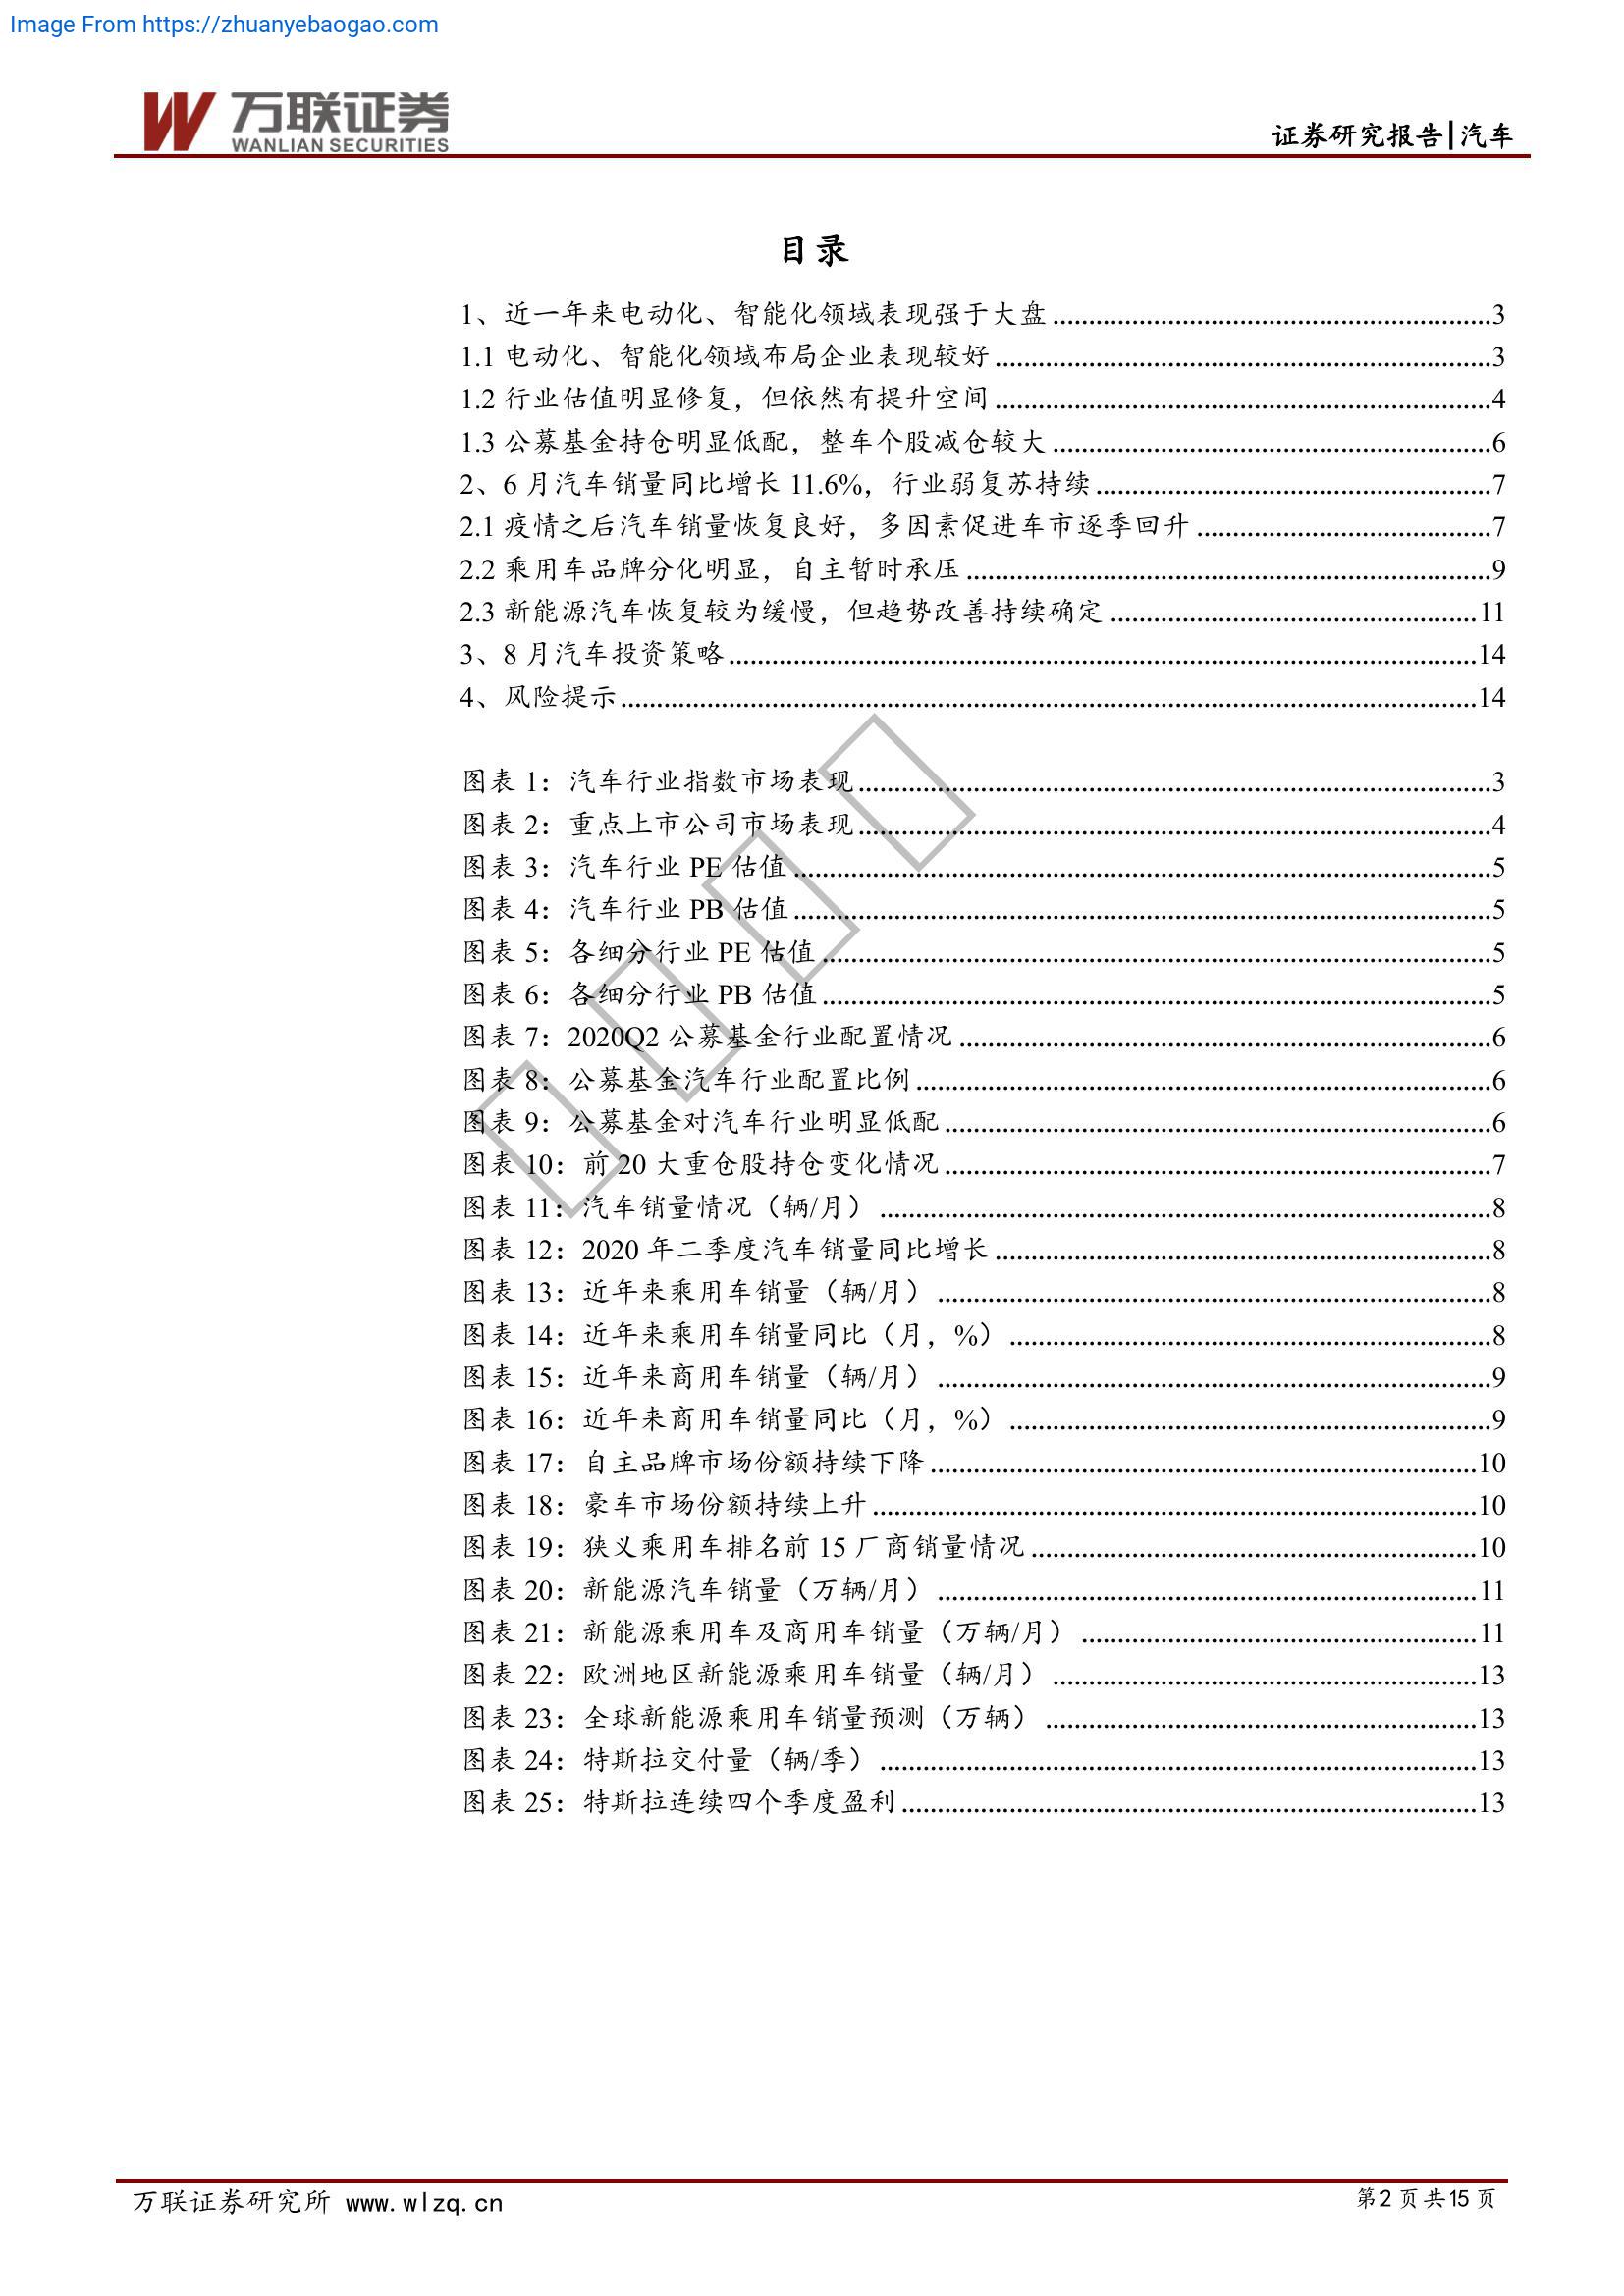 Image From https://zhuanyebaogao.com
万联证券
WANLIAN SECURITIES
证券研究报告|汽车
目录
1、近一年来电动化、智能化领域表现强于大盘................3
1.1 电动化、智能化领域布局企业表现较好................3
1.2 行业估值明显修复，但依然有提升空间................4
1.3 公募基金持仓明显低配，整车个股减仓较大................6
2、6 月汽车销量同比增长 11.6%，行业弱复苏持续................7
2.1 疫情之后汽车销量恢复良好，多因素促进车市逐季回升................7
2.2 乘用车品牌分化明显，自主暂时承压................9
2.3 新能源汽车恢复较为缓慢，但趋势改善持续确定................11
3、8 月汽车投资策略................14
4、风险提示................14
图表 1：汽车行业指数市场表现................3
图表 2：重点上市公司市场表现................4
图表 3：汽车行业 PE 估值................5
图表 4：汽车行业 PB 估值................5
图表 5：各细分行业 PE 估值................5
图表 6：各细分行业 PB 估值................5
图表 7：2020Q2 公募基金行业配置情况................6
图表 8：公募基金汽车行业配置比例................6
图表 9：公募基金对汽车行业明显低配................6
图表 10：前 20 大重仓股持仓变化情况................7
图表 11：汽车销量情况（辆/月）................8
图表 12：2020 年二季度汽车销量同比增长................8
图表 13：近年来乘用车销量（辆/月）................8
图表 14：近年来乘用车销量同比（月，%）................8
图表 15：近年来商用车销量（辆/月）................9
图表 16：近年来商用车销量同比（月，%）................9
图表 17：自主品牌市场份额持续下降................10
图表 18：豪车市场份额持续上升................10
图表 19：狭义乘用车排名前 15 厂商销量情况................10
图表 20：新能源汽车销量（万辆/月）................11
图表 21：新能源乘用车及商用车销量（万辆/月）................11
图表 22：欧洲地区新能源乘用车销量（辆/月）................13
图表 23：全球新能源乘用车销量预测（万辆）................13
图表 24：特斯拉交付量（辆/季）................13
图表 25：特斯拉连续四个季度盈利................13
万联证券研究所 www.wlzq.cn
第2 页 共15 页